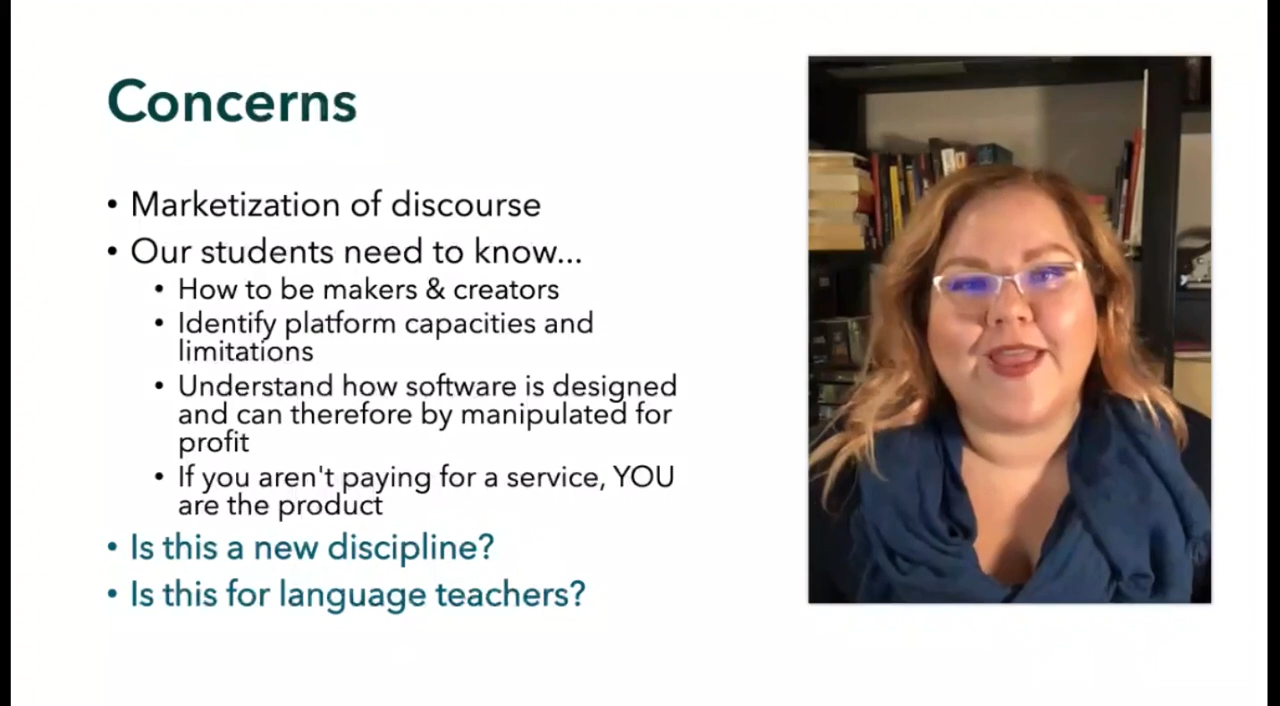 Concerns
• Marketization of discourse
• Our students need to know...
• How to be makers & creators
• Identify platform capacities and
limitations
• Understand how software is designed
and can therefore by manipulated for
profit
• If you aren't paying for a service, YOU
are the product
• Is this a new discipline?
• Is this for language teachers?